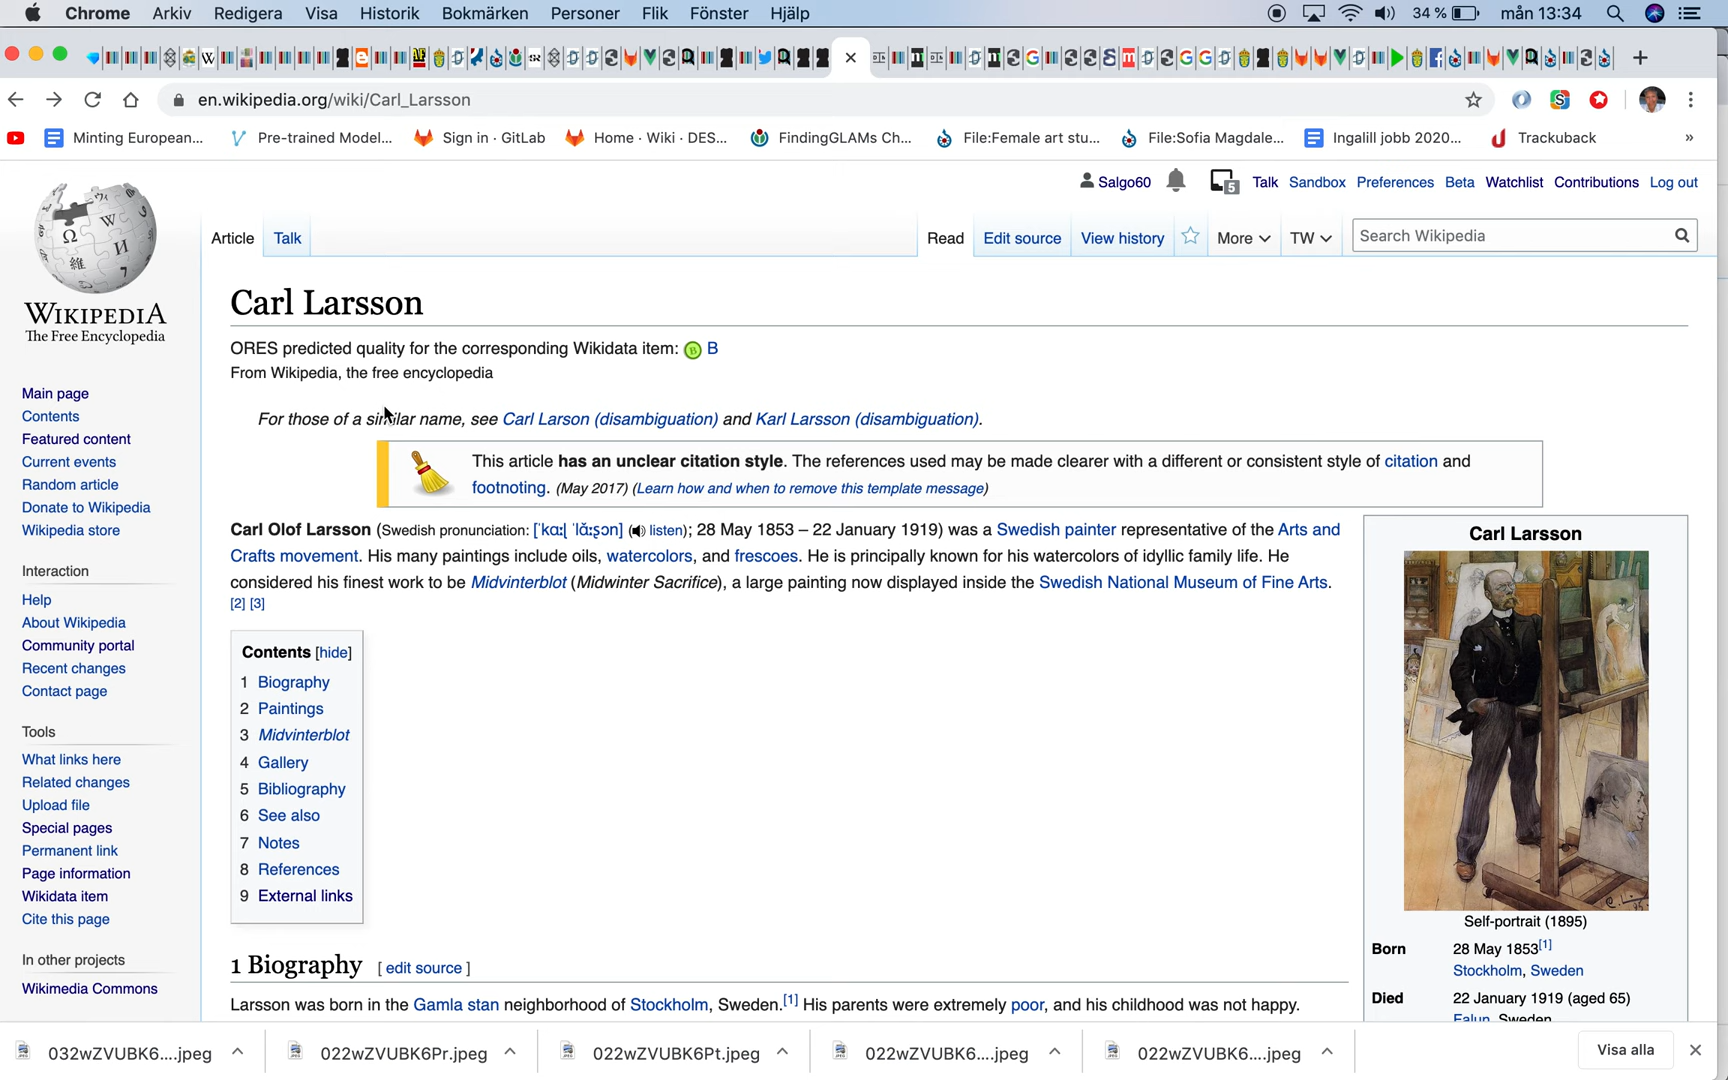 Chrome Arkiv Redigera Visa Historik Bokmärken Personer Flik Fönster Hjälp 34 % mån 13:34
en.wikipedia.org/wiki/Carl_Larsson
Minting European... Pre-trained Model... Sign in · GitLab Home · Wiki · DES... FindingGLAMs Ch... File:Female art stu... File:Sofia Magdale... Ingalill jobb 2020... Trackuback »
Salgo60 5 Talk Sandbox Preferences Beta Watchlist Contributions Log out
Article Talk Read Edit source View history More TW Search Wikipedia
WIKIPEDIA
The Free Encyclopedia
Main page
Contents
Featured content
Current events
Random article
Donate to Wikipedia
Wikipedia store
Interaction
Help
About Wikipedia
Community portal
Recent changes
Contact page
Tools
What links here
Related changes
Upload file
Special pages
Permanent link
Page information
Wikidata item
Cite this page
In other projects
Wikimedia Commons
Carl Larsson
ORES predicted quality for the corresponding Wikidata item: B B
From Wikipedia, the free encyclopedia
For those of a similar name, see Carl Larson (disambiguation) and Karl Larsson (disambiguation).
This article has an unclear citation style. The references used may be made clearer with a different or consistent style of citation and
footnoting. (May 2017) (Learn how and when to remove this template message)
Carl Olof Larsson (Swedish pronunciation: [ˈkɑːɭ ˈlɑ̌ːʂɔn] (listen); 28 May 1853 – 22 January 1919) was a Swedish painter representative of the Arts and
Crafts movement. His many paintings include oils, watercolors, and frescoes. He is principally known for his watercolors of idyllic family life. He
considered his finest work to be Midvinterblot (Midwinter Sacrifice), a large painting now displayed inside the Swedish National Museum of Fine Arts.
[2] [3]
Contents [hide]
1 Biography
2 Paintings
3 Midvinterblot
4 Gallery
5 Bibliography
6 See also
7 Notes
8 References
9 External links
1 Biography [ edit source ]
Larsson was born in the Gamla stan neighborhood of Stockholm, Sweden.[1] His parents were extremely poor, and his childhood was not happy.
Carl Larsson
Self-portrait (1895)
Born 28 May 1853[1]
Stockholm, Sweden
Died 22 January 1919 (aged 65)
Falun, Sweden
032wZVUBK6....jpeg 022wZVUBK6Pr.jpeg 022wZVUBK6Pt.jpeg 022wZVUBK6....jpeg 022wZVUBK6....jpeg Visa alla